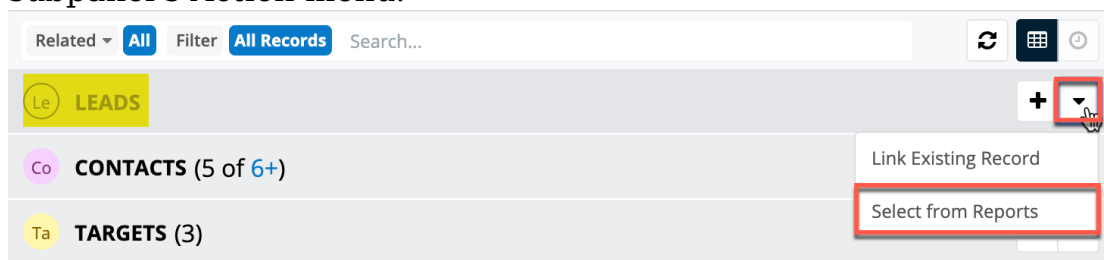 Subpanel's Action menu:
Related All Filter All Records Search...
Le LEADS
Co CONTACTS (5 of 6+)
Link Existing Record
Select from Reports
Ta TARGETS (3)